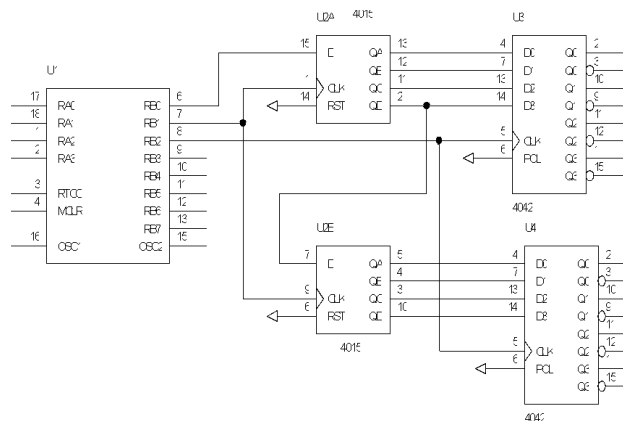 U1
17 RA0 RB0 6
18 RA1 RB1 7
1 RA2 RB2 8
2 RA3 RB3 9
RB4 10
3 RTCC RB5 11
4 MCLR RB6 12
RB7 13
16 OSC1 OSC2 15
U2A 4015
15 D QA 13
QB 12
1 CLK QC 11
14 RST QD 2
U3
4 D0 Q0 2
7 D1 Q0 3
13 D2 Q1 10
14 D3 Q1 9
Q2 11
5 CLK Q2 12
6 POL Q3 1
Q3 15
4042
U2B
7 D QA 5
QB 4
9 CLK QC 3
6 RST QD 10
4015
U4
4 D0 Q0 2
7 D1 Q0 3
13 D2 Q1 10
14 D3 Q1 9
Q2 11
5 CLK Q2 12
6 POL Q3 1
Q3 15
4042